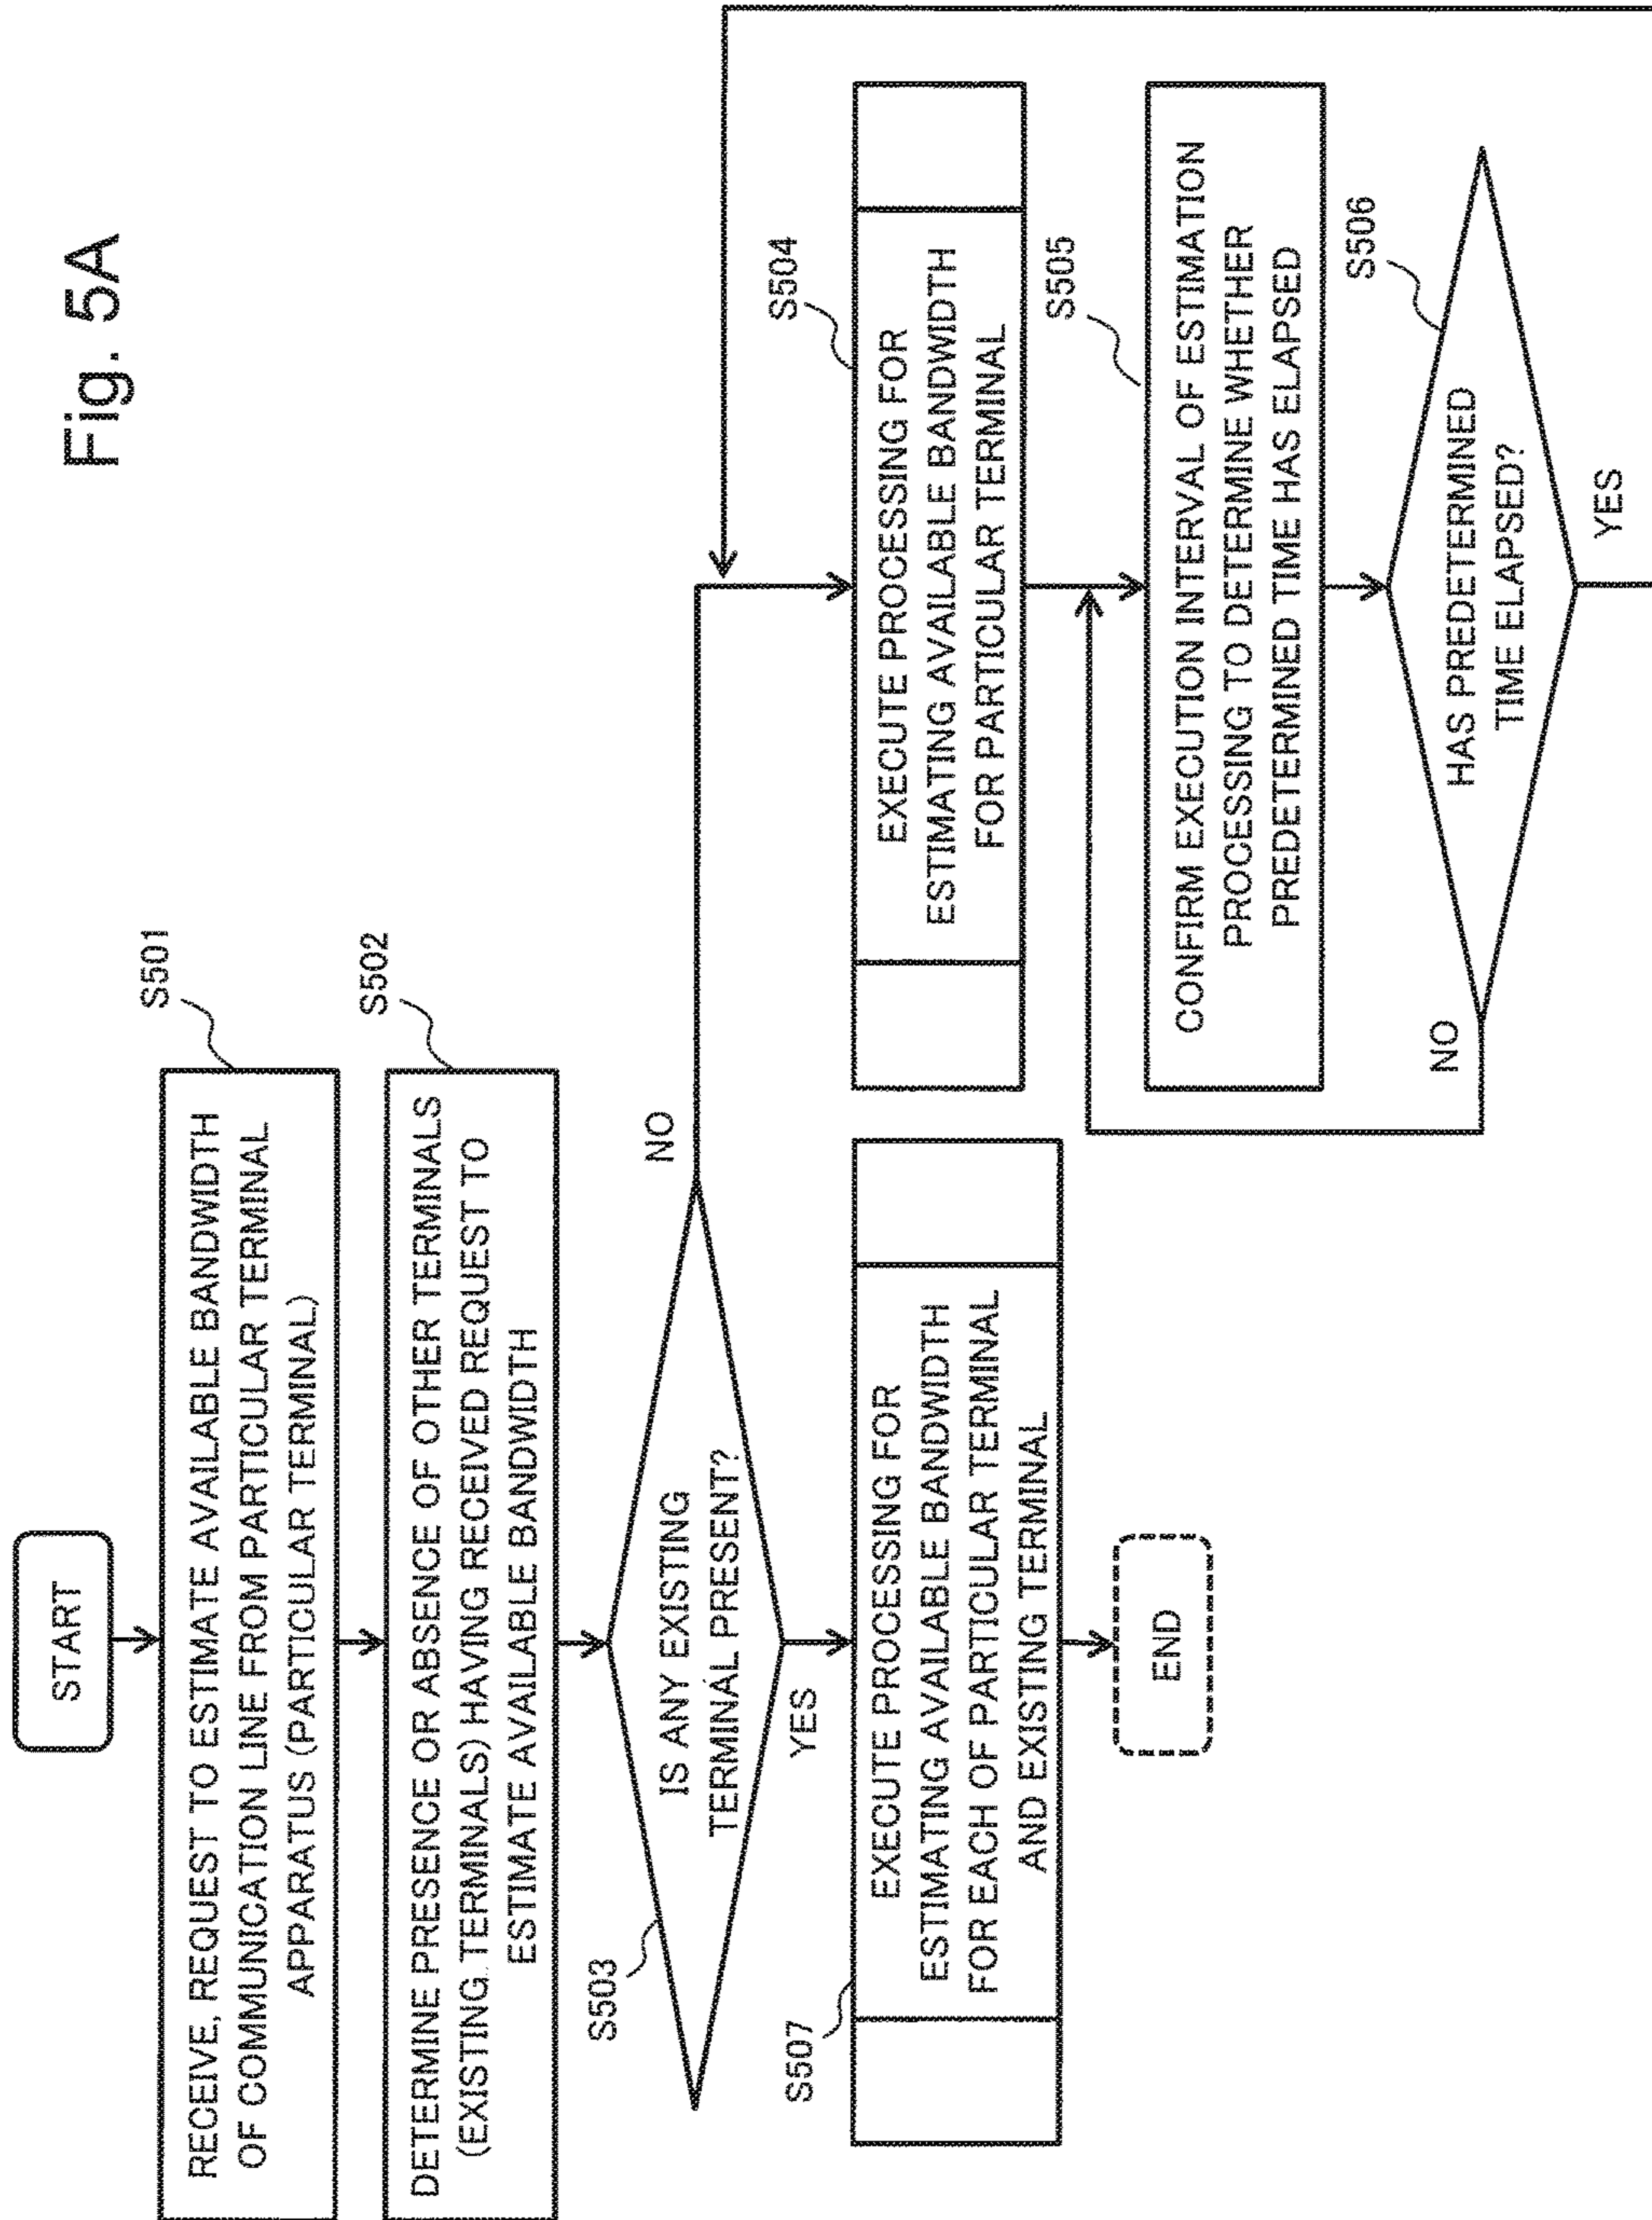 Fig. 5A
START
S501
RECEIVE, REQUEST TO ESTIMATE AVAILABLE BANDWIDTH
OF COMMUNICATION LINE FROM PARTICULAR TERMINAL
APPARATUS (PARTICULAR TERMINAL)
S502
DETERMINE PRESENCE OR ABSENCE OF OTHER TERMINALS
(EXISTING TERMINALS) HAVING RECEIVED REQUEST TO
ESTIMATE AVAILABLE BANDWIDTH
S503
IS ANY EXISTING
TERMINAL PRESENT?
NO
YES
S507
EXECUTE PROCESSING FOR
ESTIMATING AVAILABLE BANDWIDTH
FOR EACH OF PARTICULAR TERMINAL
AND EXISTING TERMINAL
END
S504
EXECUTE PROCESSING FOR
ESTIMATING AVAILABLE BANDWIDTH
FOR PARTICULAR TERMINAL
S505
CONFIRM EXECUTION INTERVAL OF ESTIMATION
PROCESSING TO DETERMINE WHETHER
PREDETERMINED TIME HAS ELAPSED
S506
HAS PREDETERMINED
TIME ELAPSED?
NO
YES